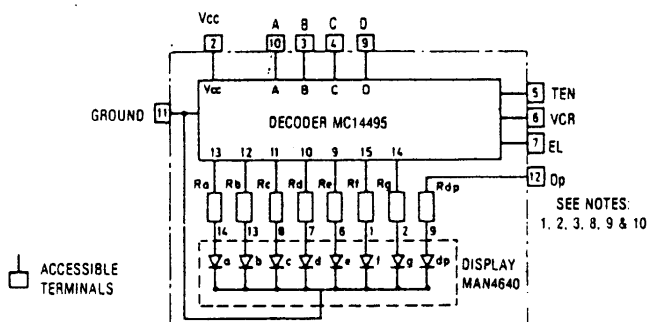 Vcc A B C D
2 10 3 4 9
Vcc A B C D
DECODER MC14495
5 TEN
6 VCR
7 EL
GROUND 11
13 12 11 10 9 15 14
12 Dp
Ra Rb Rc Rd Re Rf Rg Rdp
SEE NOTES:
1, 2, 3, 8, 9 & 10
14 13 8 7 6 1 2 9
a b c d e f g dp
DISPLAY
MAN4640
ACCESSIBLE
TERMINALS